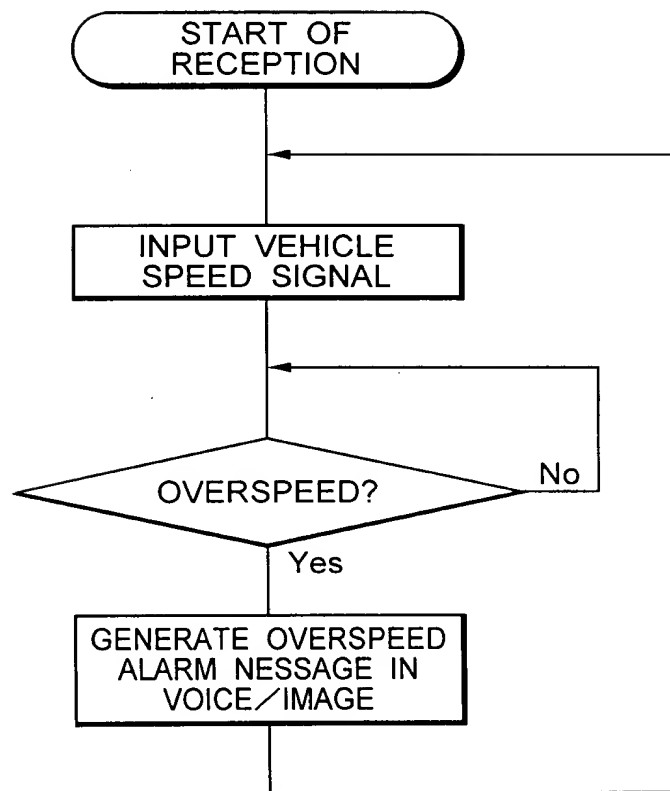 START OF
RECEPTION
INPUT VEHICLE
SPEED SIGNAL
OVERSPEED?
No
Yes
GENERATE OVERSPEED
ALARM NESSAGE IN
VOICE/IMAGE